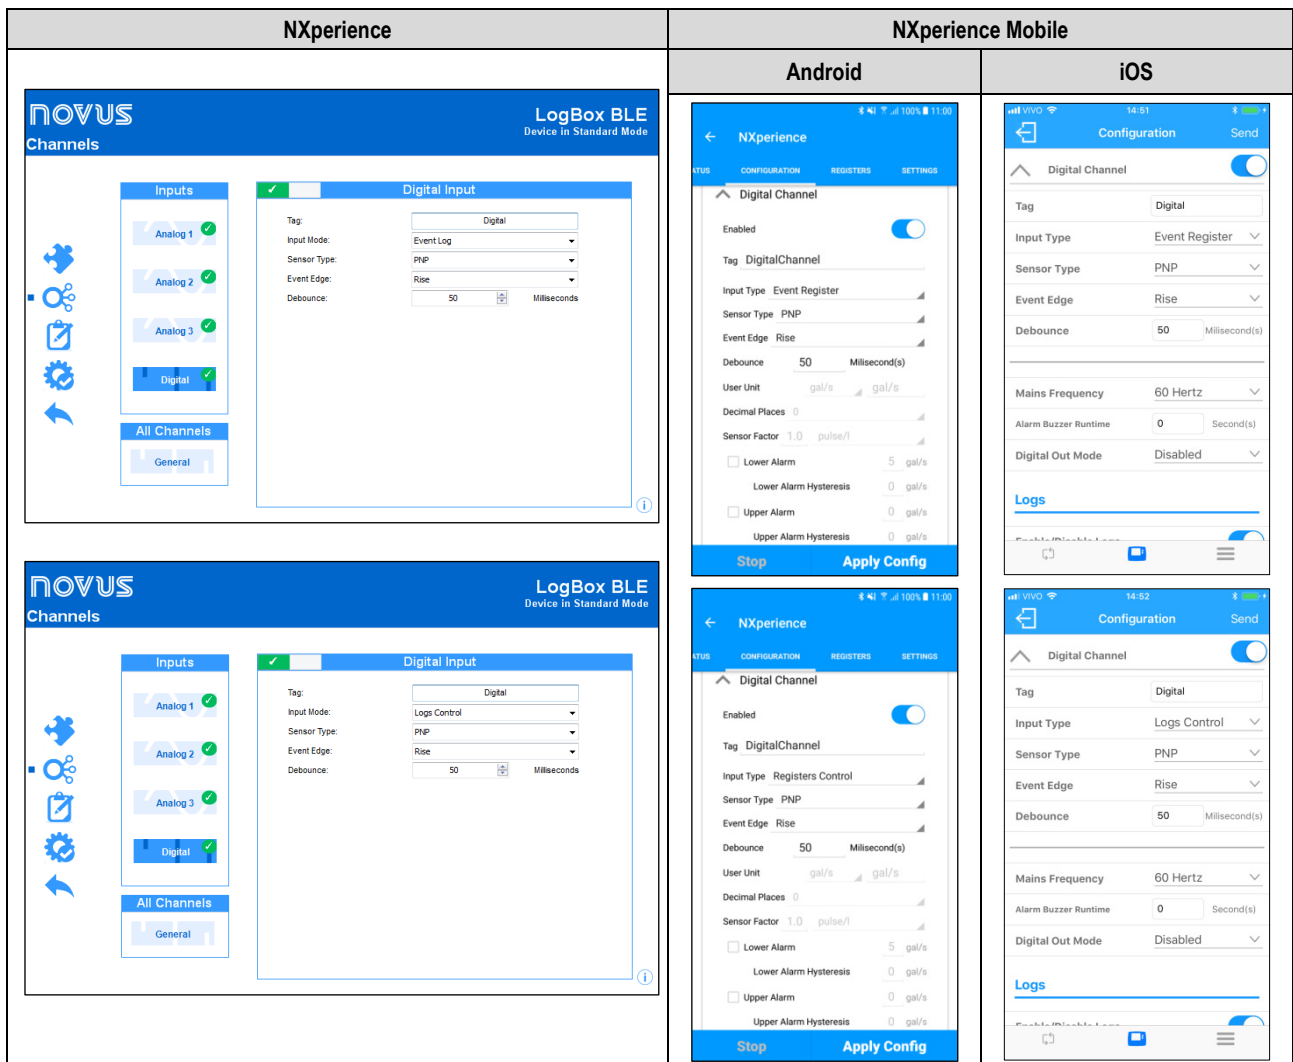 NXperience
NXperience Mobile
Android
iOS
NOVUS
LogBox BLE
Device in Standard Mode
Channels
Inputs
Analog 1
Analog 2
Analog 3
Digital
All Channels
General
Digital Input
Tag: Digital
Input Mode: Event Log
Sensor Type: PNP
Event Edge: Rise
Debounce: 50 Milliseconds
100% 11:00
NXperience
ATUS CONFIGURATION REGISTERS SETTINGS
Digital Channel
Enabled
Tag DigitalChannel
Input Type Event Register
Sensor Type PNP
Event Edge Rise
Debounce 50 Milisecond(s)
User Unit gal/s gal/s
Decimal Places 0
Sensor Factor 1.0 pulse/l
Lower Alarm 5 gal/s
Lower Alarm Hysteresis 0 gal/s
Upper Alarm 0 gal/s
Upper Alarm Hysteresis 0 gal/s
Stop Apply Config
VIVO 14:51
Configuration Send
Digital Channel
Tag Digital
Input Type Event Register
Sensor Type PNP
Event Edge Rise
Debounce 50 Milisecond(s)
Mains Frequency 60 Hertz
Alarm Buzzer Runtime 0 Second(s)
Digital Out Mode Disabled
Logs
Enable/Disable Logs
NOVUS
LogBox BLE
Device in Standard Mode
Channels
Inputs
Analog 1
Analog 2
Analog 3
Digital
All Channels
General
Digital Input
Tag: Digital
Input Mode: Logs Control
Sensor Type: PNP
Event Edge: Rise
Debounce: 50 Milliseconds
100% 11:00
NXperience
ATUS CONFIGURATION REGISTERS SETTINGS
Digital Channel
Enabled
Tag DigitalChannel
Input Type Registers Control
Sensor Type PNP
Event Edge Rise
Debounce 50 Milisecond(s)
User Unit gal/s gal/s
Decimal Places 0
Sensor Factor 1.0 pulse/l
Lower Alarm 5 gal/s
Lower Alarm Hysteresis 0 gal/s
Upper Alarm 0 gal/s
Upper Alarm Hysteresis 0 gal/s
Stop Apply Config
VIVO 14:52
Configuration Send
Digital Channel
Tag Digital
Input Type Logs Control
Sensor Type PNP
Event Edge Rise
Debounce 50 Milisecond(s)
Mains Frequency 60 Hertz
Alarm Buzzer Runtime 0 Second(s)
Digital Out Mode Disabled
Logs